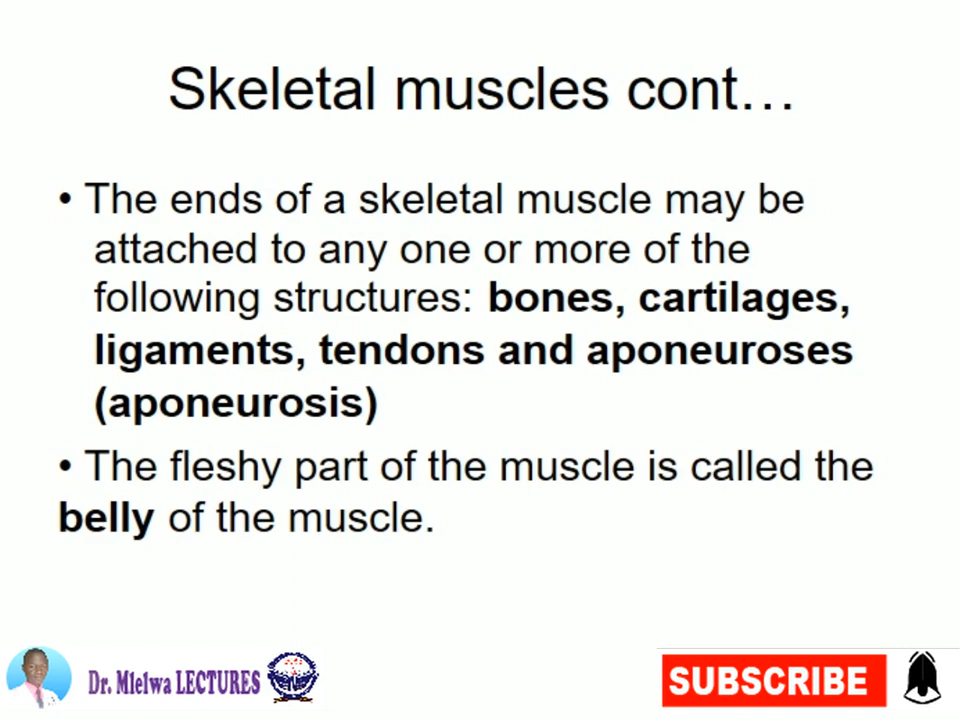 Skeletal muscles cont…
• The ends of a skeletal muscle may be
attached to any one or more of the
following structures: bones, cartilages,
ligaments, tendons and aponeuroses
(aponeurosis)
• The fleshy part of the muscle is called the
belly of the muscle.
Dr. Mlelwa LECTURES
SUBSCRIBE